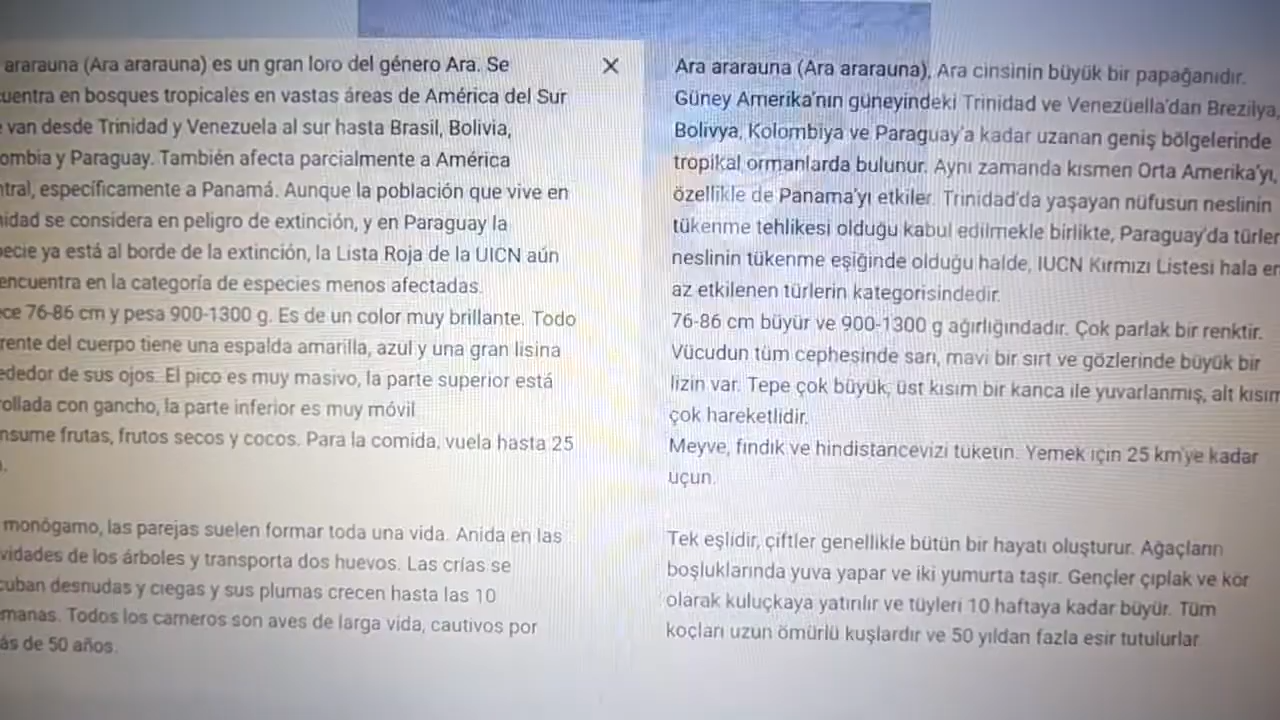 ararauna (Ara ararauna) es un gran loro del género Ara. Se
cuentra en bosques tropicales en vastas áreas de América del Sur
van desde Trinidad y Venezuela al sur hasta Brasil, Bolivia,
ombia y Paraguay. También afecta parcialmente a América
ntral, específicamente a Panamá. Aunque la población que vive en
nidad se considera en peligro de extinción, y en Paraguay la
pecie ya está al borde de la extinción, la Lista Roja de la UICN aún
encuentra en la categoría de especies menos afectadas.
ece 76-86 cm y pesa 900-1300 g. Es de un color muy brillante. Todo
frente del cuerpo tiene una espalda amarilla, azul y una gran lisina
ededor de sus ojos. El pico es muy masivo, la parte superior está
rollada con gancho, la parte inferior es muy móvil
nsume frutas, frutos secos y cocos. Para la comida, vuela hasta 25
monógamo, las parejas suelen formar toda una vida. Anida en las
vidades de los árboles y transporta dos huevos. Las crías se
cuban desnudas y ciegas y sus plumas crecen hasta las 10
manas. Todos los carneros son aves de larga vida, cautivos por
ás de 50 años.
Ara ararauna (Ara ararauna), Ara cinsinin büyük bir papağanıdır.
Güney Amerika'nın güneyindeki Trinidad ve Venezüella'dan Brezilya,
Bolivya, Kolombiya ve Paraguay'a kadar uzanan geniş bölgelerinde
tropikal ormanlarda bulunur. Aynı zamanda kısmen Orta Amerika'yı,
özellikle de Panama'yı etkiler. Trinidad'da yaşayan nüfusun neslinin
tükenme tehlikesi olduğu kabul edilmekle birlikte, Paraguay'da türler
neslinin tükenme eşiğinde olduğu halde, IUCN Kırmızı Listesi hala en
az etkilenen türlerin kategorisindedir.
76-86 cm büyür ve 900-1300 g ağırlığındadır. Çok parlak bir renktir.
Vücudun tüm cephesinde sarı, mavi bir sırt ve gözlerinde büyük bir
lizin var. Tepe çok büyük, üst kısım bir kanca ile yuvarlanmış, alt kısım
çok hareketlidir.
Meyve, fındık ve hindistancevizi tüketin. Yemek için 25 km'ye kadar
uçun.
Tek eşlidir, çiftler genellikle bütün bir hayatı oluşturur. Ağaçların
boşluklarında yuva yapar ve iki yumurta taşır. Gençler çıplak ve kör
olarak kuluçkaya yatırılır ve tüyleri 10 haftaya kadar büyür. Tüm
koçları uzun ömürlü kuşlardır ve 50 yıldan fazla esir tutulurlar